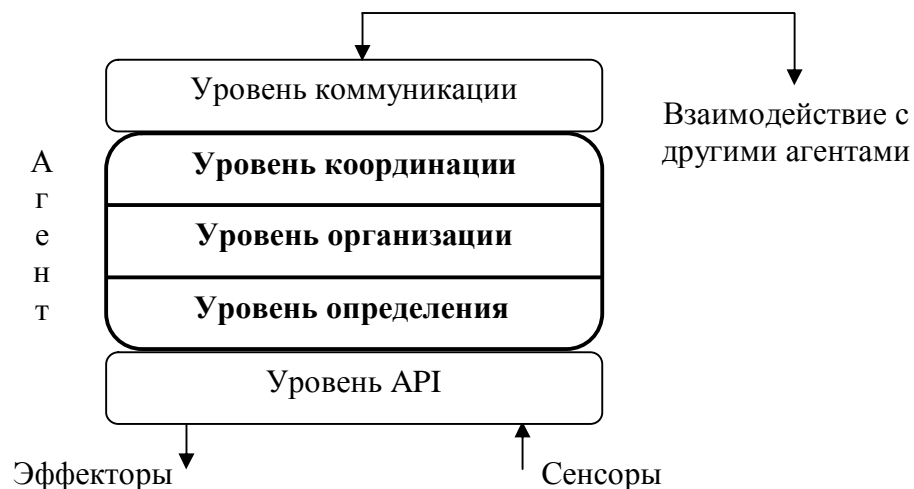 Уровень коммуникации
Взаимодействие с
другими агентами
А
г
е
н
т
Уровень координации
Уровень организации
Уровень определения
Уровень API
Эффекторы
Сенсоры